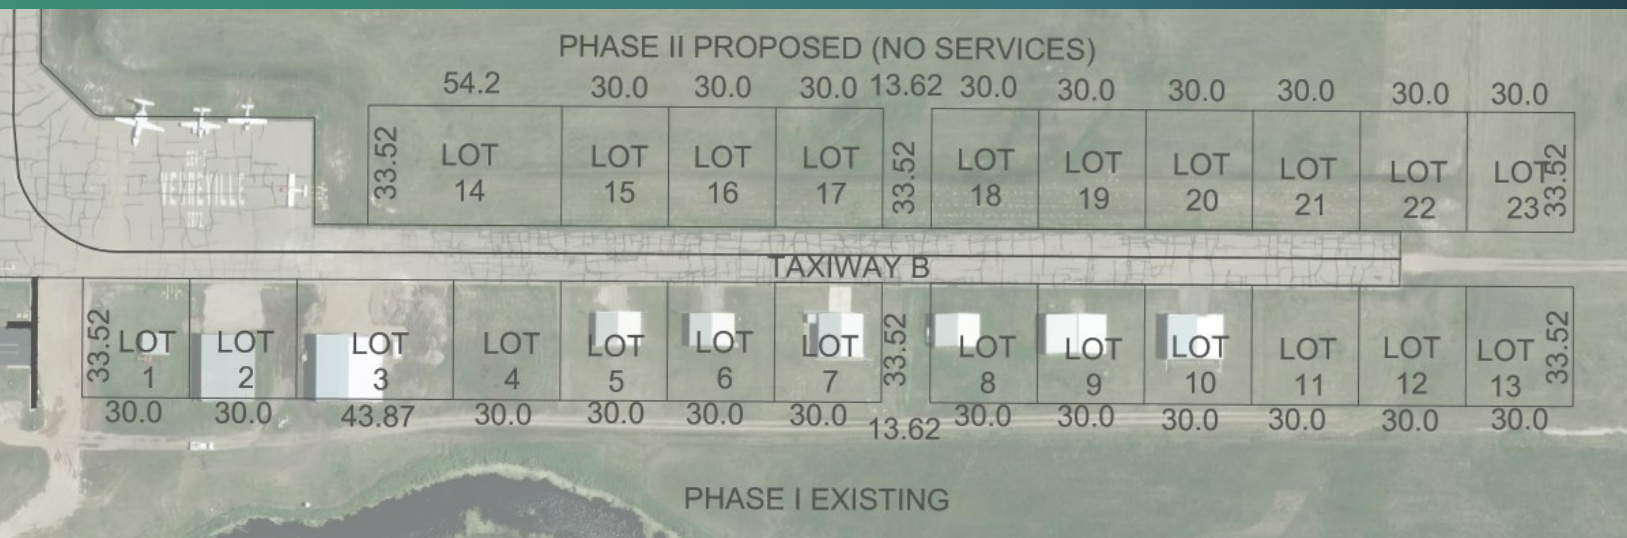 PHASE II PROPOSED (NO SERVICES)
54.2 30.0 30.0 30.0 13.62 30.0 30.0 30.0 30.0 30.0 30.0
33.52
LOT
14
LOT
15
LOT
16
LOT
17
33.52
LOT
18
LOT
19
LOT
20
LOT
21
LOT
22
LOT
23
33.52
TAXIWAY B
33.52
LOT
1
LOT
2
LOT
3
LOT
4
LOT
5
LOT
6
LOT
7
33.52
LOT
8
LOT
9
LOT
10
LOT
11
LOT
12
LOT
13
33.52
30.0 30.0 43.87 30.0 30.0 30.0 30.0 13.62 30.0 30.0 30.0 30.0 30.0 30.0
PHASE I EXISTING